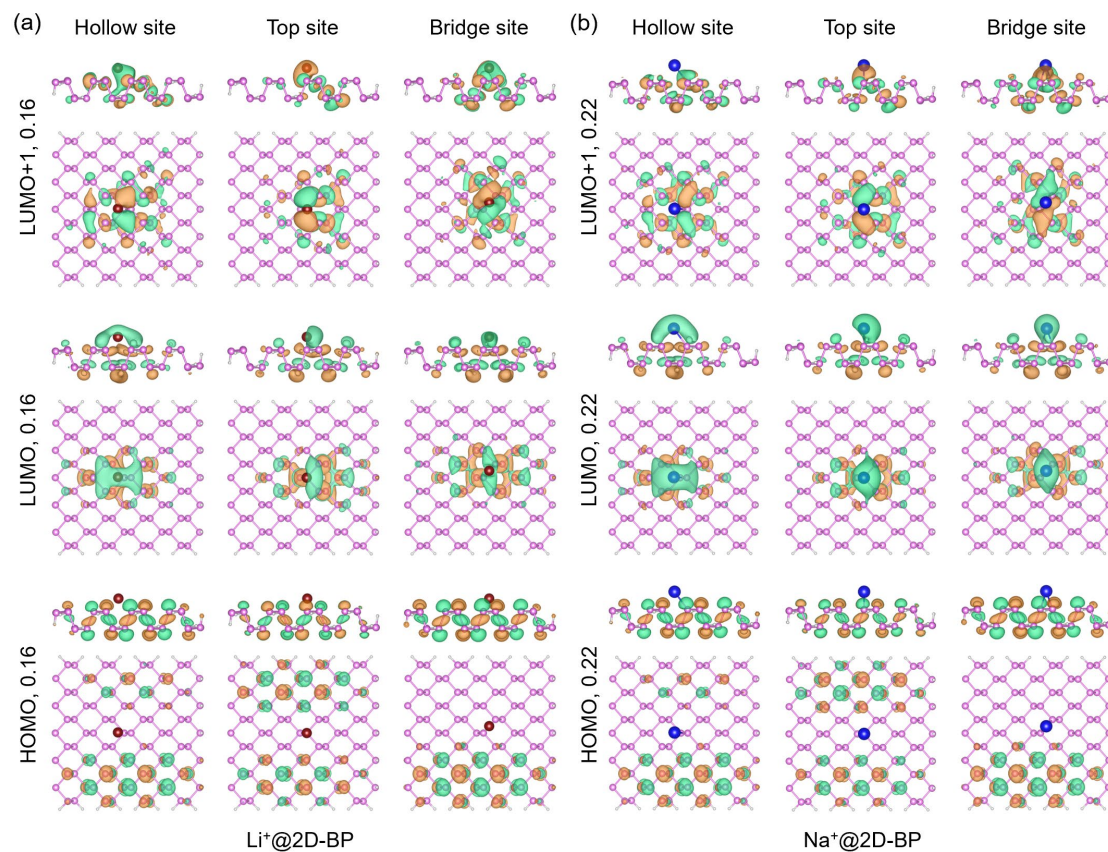 (a)
Hollow site
Top site
Bridge site
LUMO+1, 0.16
LUMO, 0.16
HOMO, 0.16
Li⁺@2D-BP
(b)
Hollow site
Top site
Bridge site
LUMO+1, 0.22
LUMO, 0.22
HOMO, 0.22
Na⁺@2D-BP